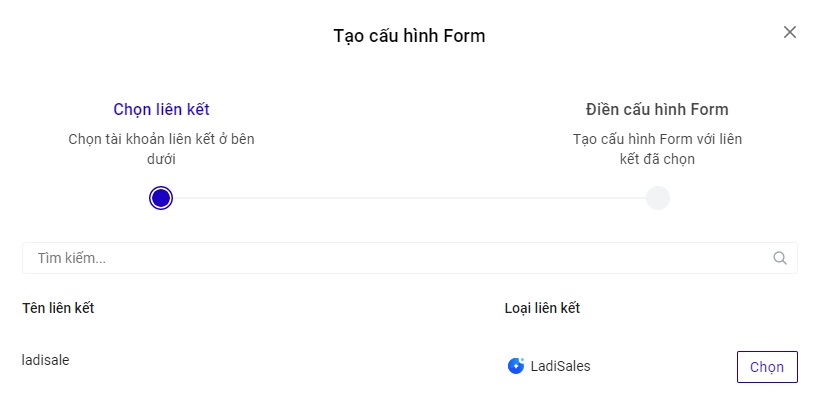 Tạo cấu hình Form
Chọn liên kết
Điền cấu hình Form
Chọn tài khoản liên kết ở bên
dưới
Tạo cấu hình Form với liên
kết đã chọn
Tìm kiếm...
Tên liên kết
Loại liên kết
ladisale
LadiSales
Chọn